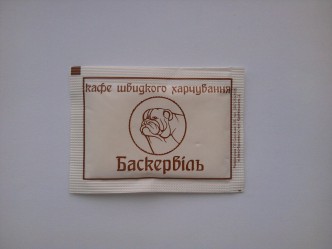 кафе швидкого харчування
Баскервіль